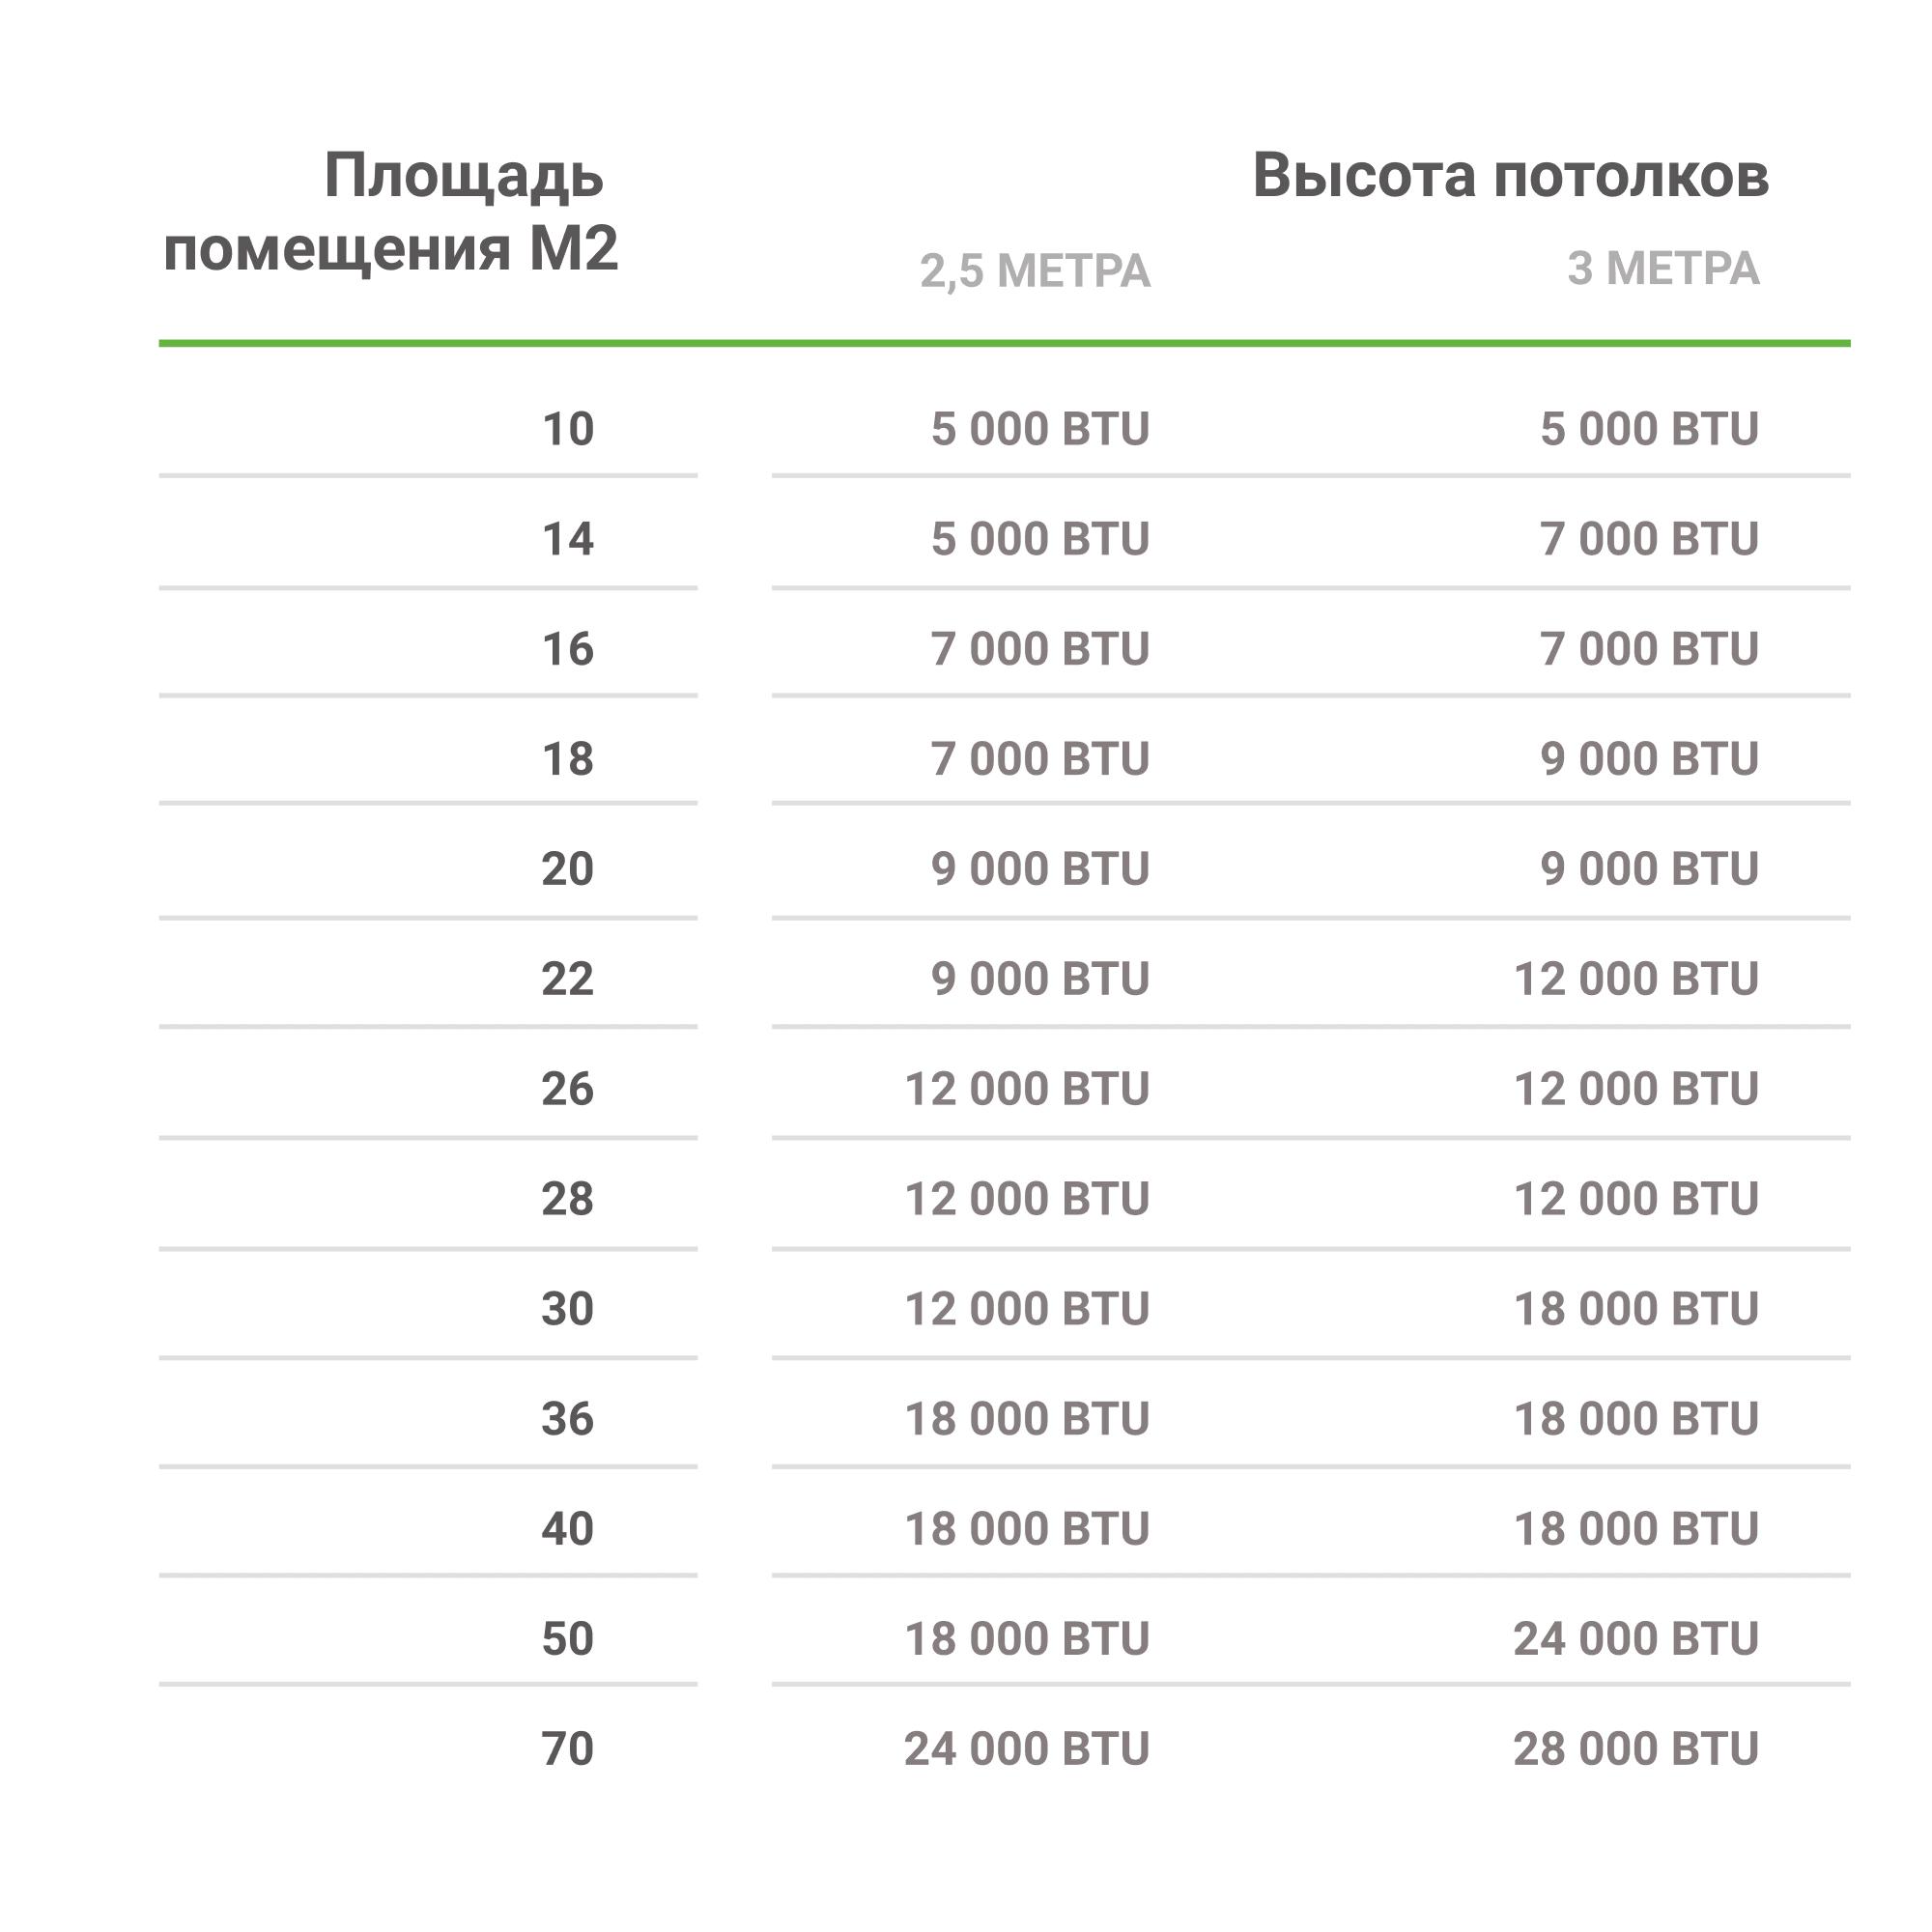 Площадь
помещения М2
Высота потолков
2,5 МЕТРА 3 МЕТРА
10 5 000 BTU 5 000 BTU
14 5 000 BTU 7 000 BTU
16 7 000 BTU 7 000 BTU
18 7 000 BTU 9 000 BTU
20 9 000 BTU 9 000 BTU
22 9 000 BTU 12 000 BTU
26 12 000 BTU 12 000 BTU
28 12 000 BTU 12 000 BTU
30 12 000 BTU 18 000 BTU
36 18 000 BTU 18 000 BTU
40 18 000 BTU 18 000 BTU
50 18 000 BTU 24 000 BTU
70 24 000 BTU 28 000 BTU